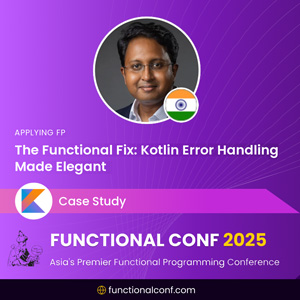 APPLYING FP
The Functional Fix: Kotlin Error Handling
Made Elegant
Case Study
FUNCTIONAL CONF 2025
Asia's Premier Functional Programming Conference
functionalconf.com